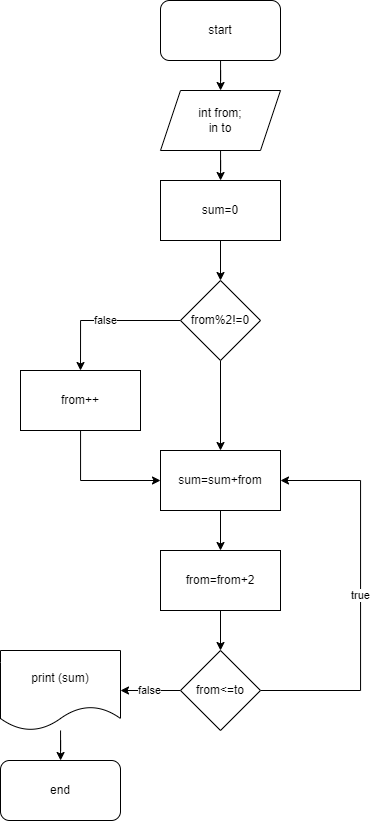 start
int from;
in to
sum=0
from%2!=0
false
from++
sum=sum+from
from=from+2
true
from<=to
false
print (sum)
end